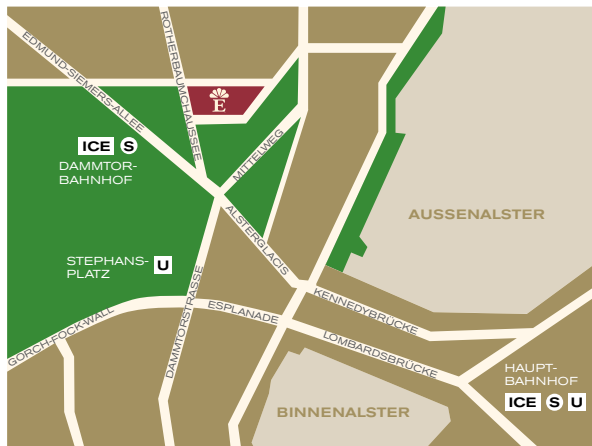 EDMUND-SIEMERS-ALLEE
ROTHERBAUMCHAUSSEE
E
MITTELWEG
ICE S
DAMMTOR-
BAHNHOF
AUSSENALSTER
ALSTERGLACIS
STEPHANS-
PLATZ
U
DAMMTORSTRASSE
GORCH-FOCK-WALL
ESPLANADE
KENNEDYBRÜCKE
LOMBARDSBRÜCKE
HAUPT-
BAHNHOF
ICE S U
BINNENALSTER